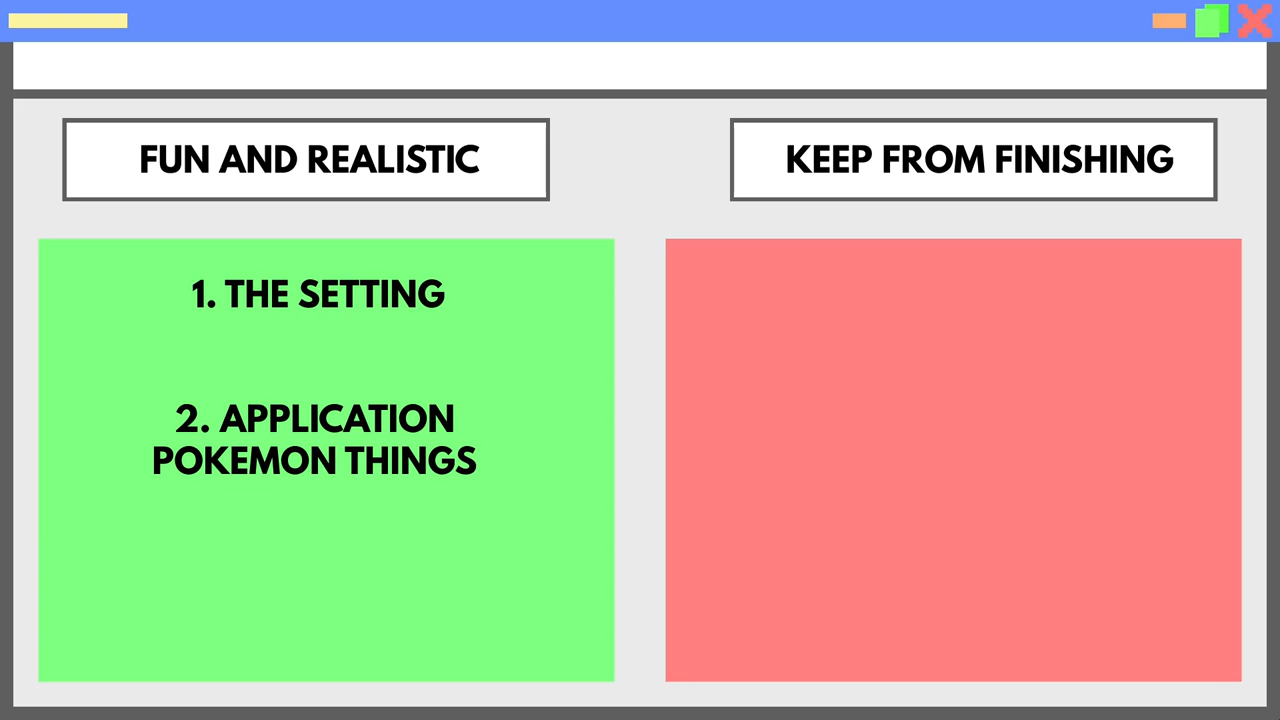 FUN AND REALISTIC
KEEP FROM FINISHING
1. THE SETTING
2. APPLICATION
POKEMON THINGS